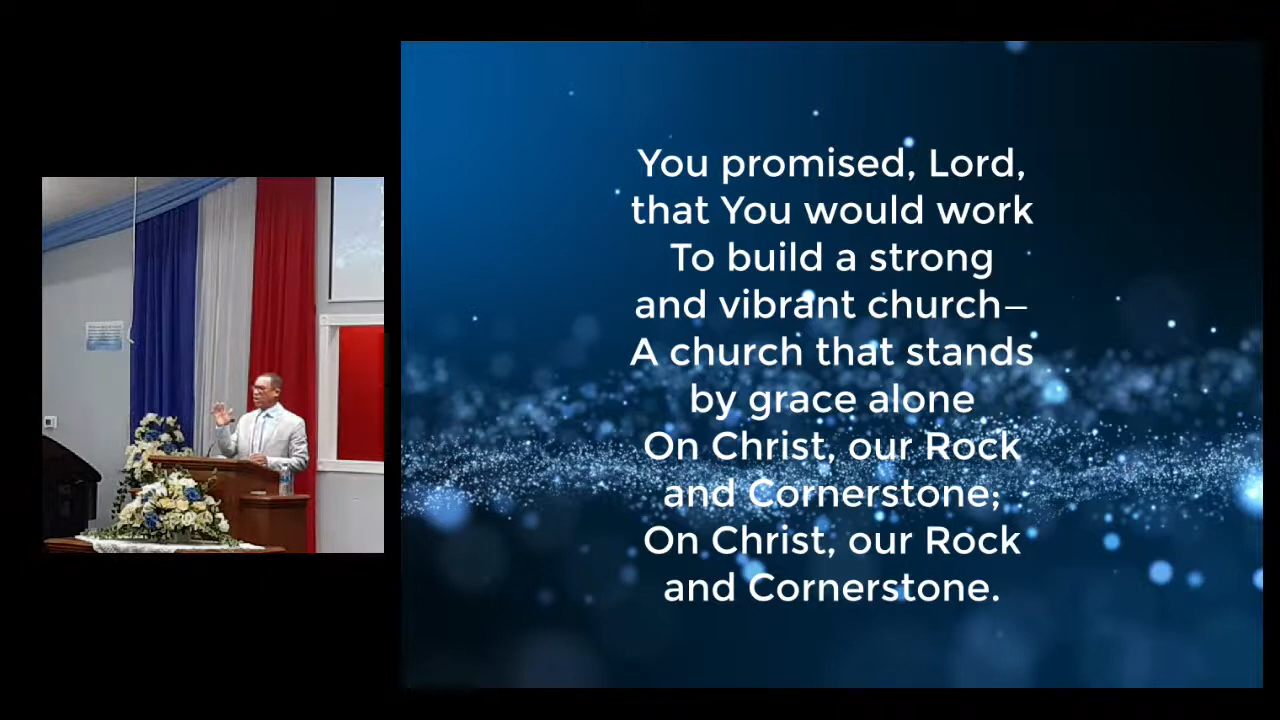 You promised, Lord,
that You would work
To build a strong
and vibrant church—
A church that stands
by grace alone
On Christ, our Rock
and Cornerstone;
On Christ, our Rock
and Cornerstone.